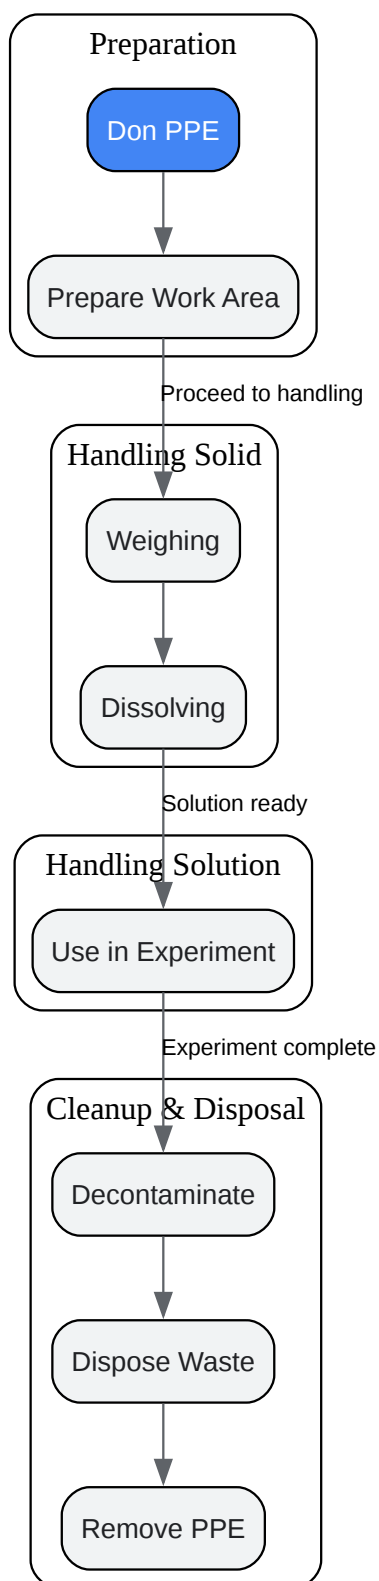 Preparation
Don PPE
Prepare Work Area
Proceed to handling
Handling Solid
Weighing
Dissolving
Solution ready
Handling Solution
Use in Experiment
Experiment complete
Cleanup & Disposal
Decontaminate
Dispose Waste
Remove PPE